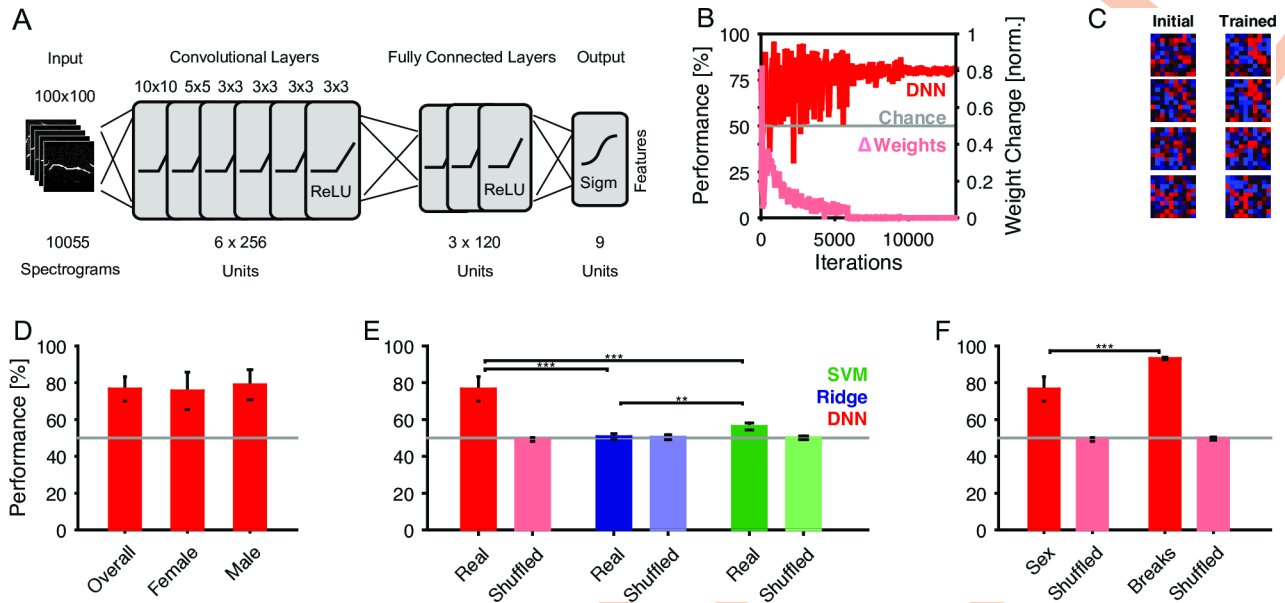 A
Input
Convolutional Layers
Fully Connected Layers
Output
100x100
10x10 5x5 3x3 3x3 3x3 3x3
ReLU
ReLU
Sigm
Features
10055
6 x 256
3 x 120
9
Spectrograms
Units
Units
Units
B
Performance [%]
100
75
50
25
0
DNN
Chance
Δ Weights
1
0.8
0.6
0.4
0.2
0
Weight Change [norm.]
0 5000 10000
Iterations
C
Initial Trained
D
Performance [%]
100
80
60
40
20
0
Overall
Female
Male
E
100
80
60
40
20
0
***
***
**
SVM
Ridge
DNN
Real
Shuffled
Real
Shuffled
Real
Shuffled
F
100
80
60
40
20
0
***
Sex
Shuffled
Breaks
Shuffled